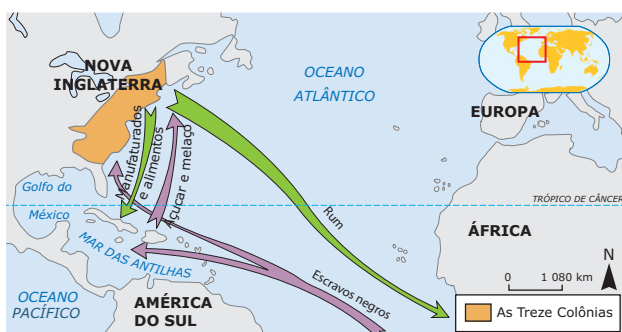 NOVA
INGLATERRA
OCEANO
ATLÂNTICO
EUROPA
Manufaturados
e alimentos
Açúcar e melaço
Golfo do
México
Rum
TRÓPICO DE CÂNCER
ÁFRICA
MAR DAS ANTILHAS
Escravos negros
N
0 1 080 km
OCEANO
PACÍFICO
AMÉRICA
DO SUL
As Treze Colônias